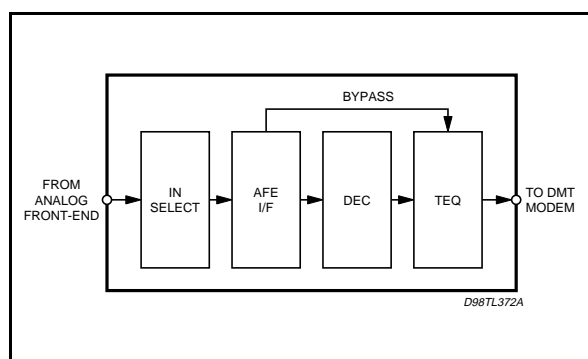 BYPASS
FROM
ANALOG
FRONT-END
IN
SELECT
AFE
I/F
DEC
TEQ
TO DMT
MODEM
D98TL372A